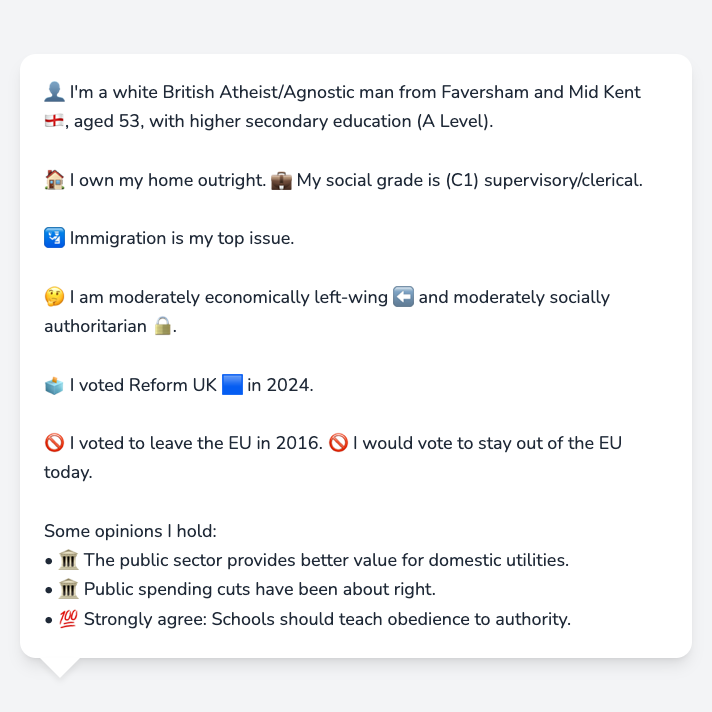 👤 I'm a white British Atheist/Agnostic man from Faversham and Mid Kent
🏴󠁧󠁢󠁥󠁮󠁧󠁿, aged 53, with higher secondary education (A Level).
🏠 I own my home outright. 💼 My social grade is (C1) supervisory/clerical.
🛂 Immigration is my top issue.
🤔 I am moderately economically left-wing ⬅️ and moderately socially
authoritarian 🔒.
🗳️ I voted Reform UK 🟦 in 2024.
🚫 I voted to leave the EU in 2016. 🚫 I would vote to stay out of the EU
today.
Some opinions I hold:
• 🏛️ The public sector provides better value for domestic utilities.
• 🏛️ Public spending cuts have been about right.
• 💯 Strongly agree: Schools should teach obedience to authority.